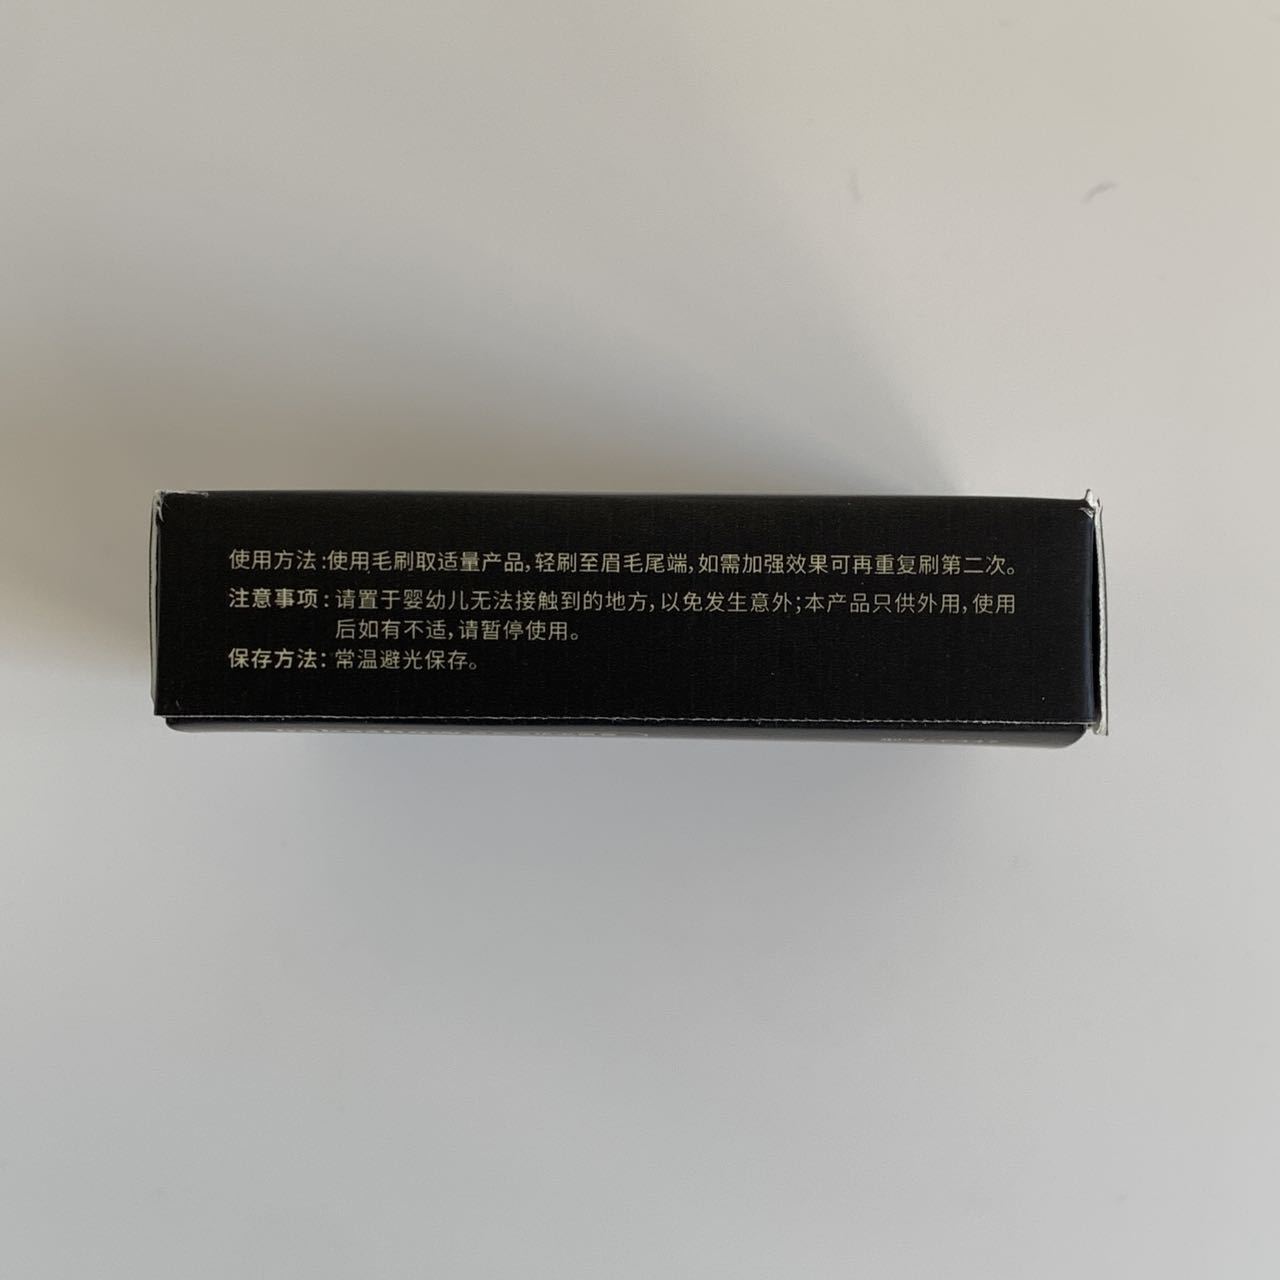 使用方法:使用毛刷取适量产品,轻刷至眉毛尾端,如需加强效果可再重复刷第二次。
注意事项:请置于婴幼儿无法接触到的地方,以免发生意外;本产品只供外用,使用
后如有不适,请暂停使用。
保存方法:常温避光保存。